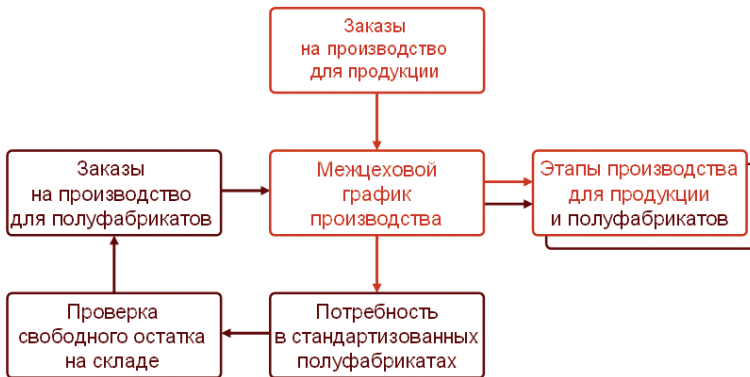 Заказы
на производство
для продукции
Заказы
на производство
для полуфабрикатов
Межцеховой
график
производства
Этапы производства
для продукции
и полуфабрикатов
Проверка
свободного остатка
на складе
Потребность
в стандартизованных
полуфабрикатах